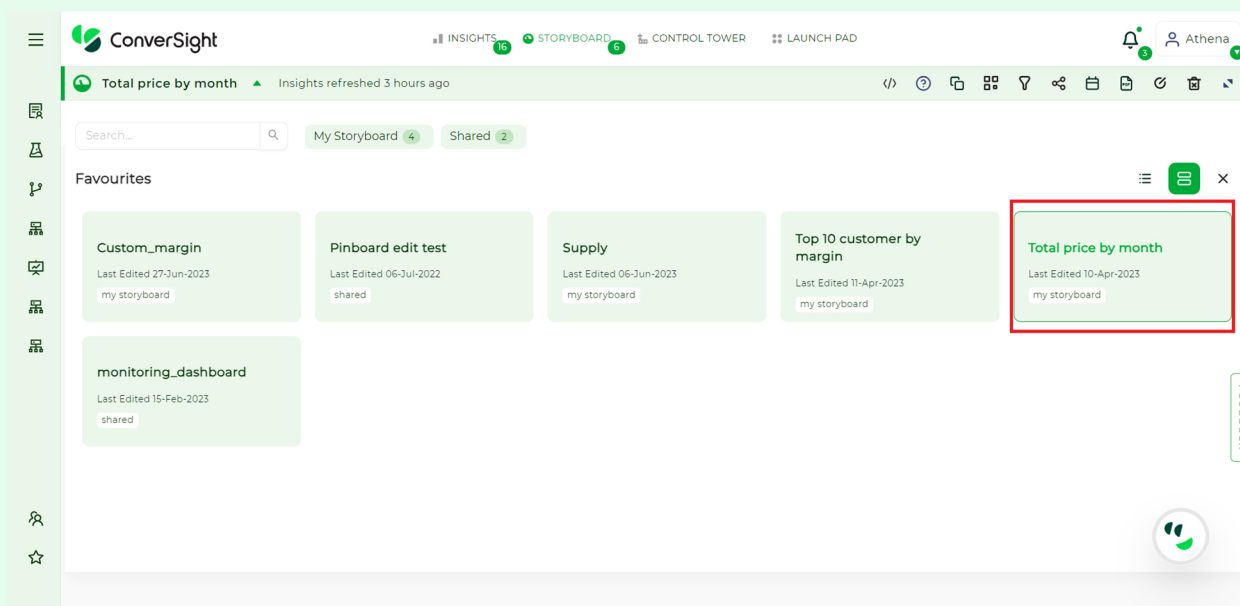 ConverSight
INSIGHTS 16
STORYBOARD 6
CONTROL TOWER
LAUNCH PAD
3
Athena
Total price by month
Insights refreshed 3 hours ago
</>
?
PDF
Search...
My Storyboard 4
Shared 2
Favourites
Custom_margin
Last Edited 27-Jun-2023
my storyboard
Pinboard edit test
Last Edited 06-Jul-2022
shared
Supply
Last Edited 06-Jun-2023
my storyboard
Top 10 customer by
margin
Last Edited 11-Apr-2023
my storyboard
Total price by month
Last Edited 10-Apr-2023
my storyboard
monitoring_dashboard
Last Edited 15-Feb-2023
shared